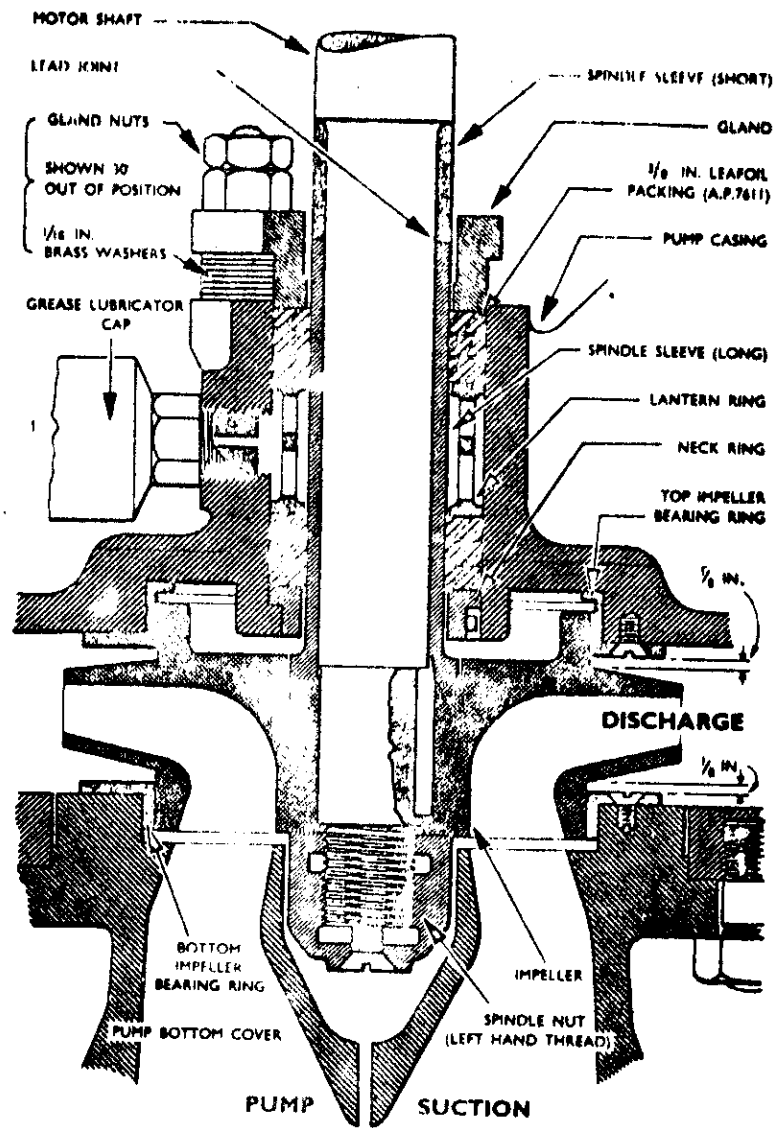 MOTOR SHAFT
LEAD JOINT
GLAND NUTS
SHOWN 30°
OUT OF POSITION
1/16 IN.
BRASS WASHERS
GREASE LUBRICATOR
CAP
SPINDLE SLEEVE (SHORT)
GLAND
3/8 IN. LEAFOIL
PACKING (A.P.7611)
PUMP CASING
SPINDLE SLEEVE (LONG)
LANTERN RING
NECK RING
TOP IMPELLER
BEARING RING
IN.
DISCHARGE
1/8 IN.
BOTTOM
IMPELLER
BEARING RING
PUMP BOTTOM COVER
IMPELLER
SPINDLE NUT
(LEFT HAND THREAD)
PUMP SUCTION